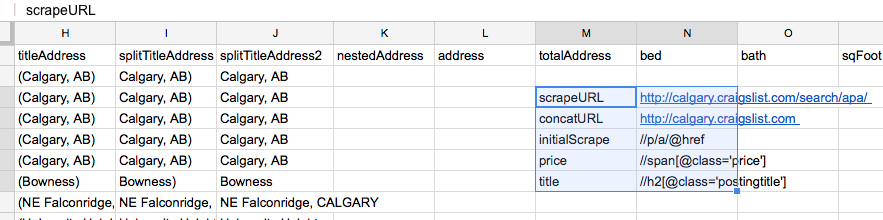 scrapeURL
H I J K L M N O
titleAddress splitTitleAddress splitTitleAddress2 nestedAddress address totalAddress bed bath sqFoot
(Calgary, AB) Calgary, AB) Calgary, AB
(Calgary, AB) Calgary, AB) Calgary, AB scrapeURL http://calgary.craigslist.com/search/apa/
(Calgary, AB) Calgary, AB) Calgary, AB concatURL http://calgary.craigslist.com
(Calgary, AB) Calgary, AB) Calgary, AB initialScrape //p/a/@href
(Calgary, AB) Calgary, AB) Calgary, AB price //span[@class='price']
(Bowness) Bowness) Bowness title //h2[@class='postingtitle']
(NE Falconridge, NE Falconridge, NE Falconridge, CALGARY